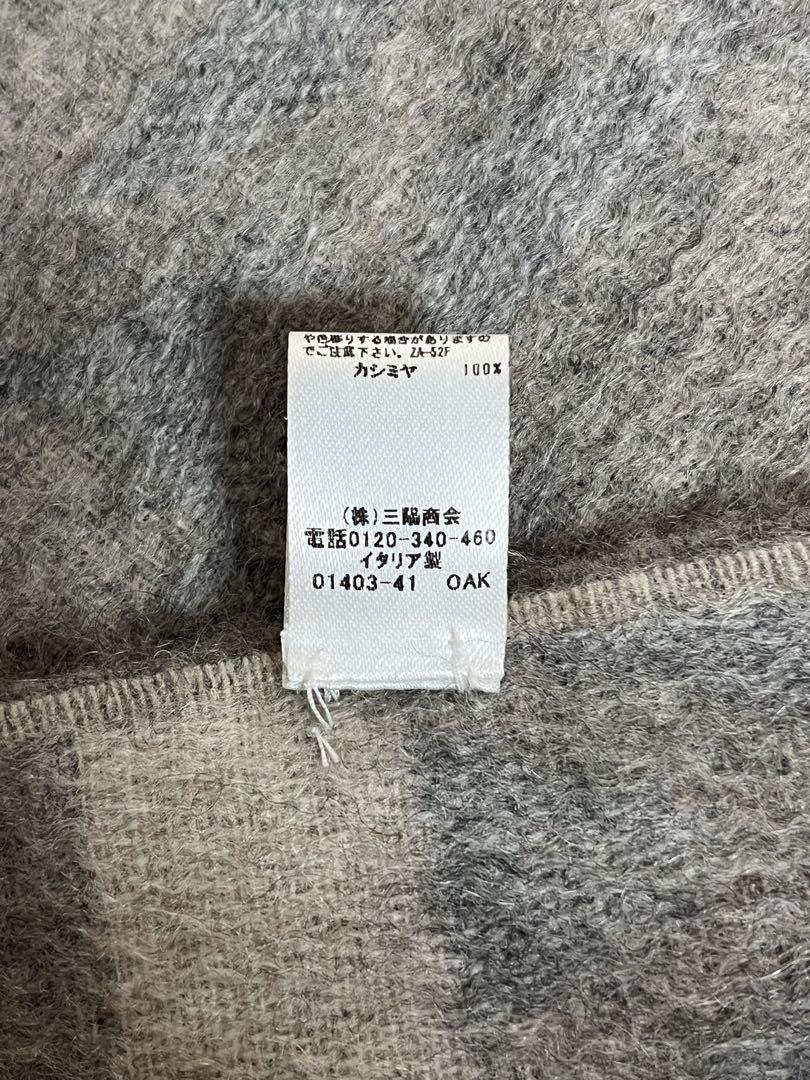 や色移りする場合がありますの
でご注意下さい。ZA-52F
カシミヤ 100%
(株)三陽商会
電話0120-340-460
イタリア製
01403-41 OAK